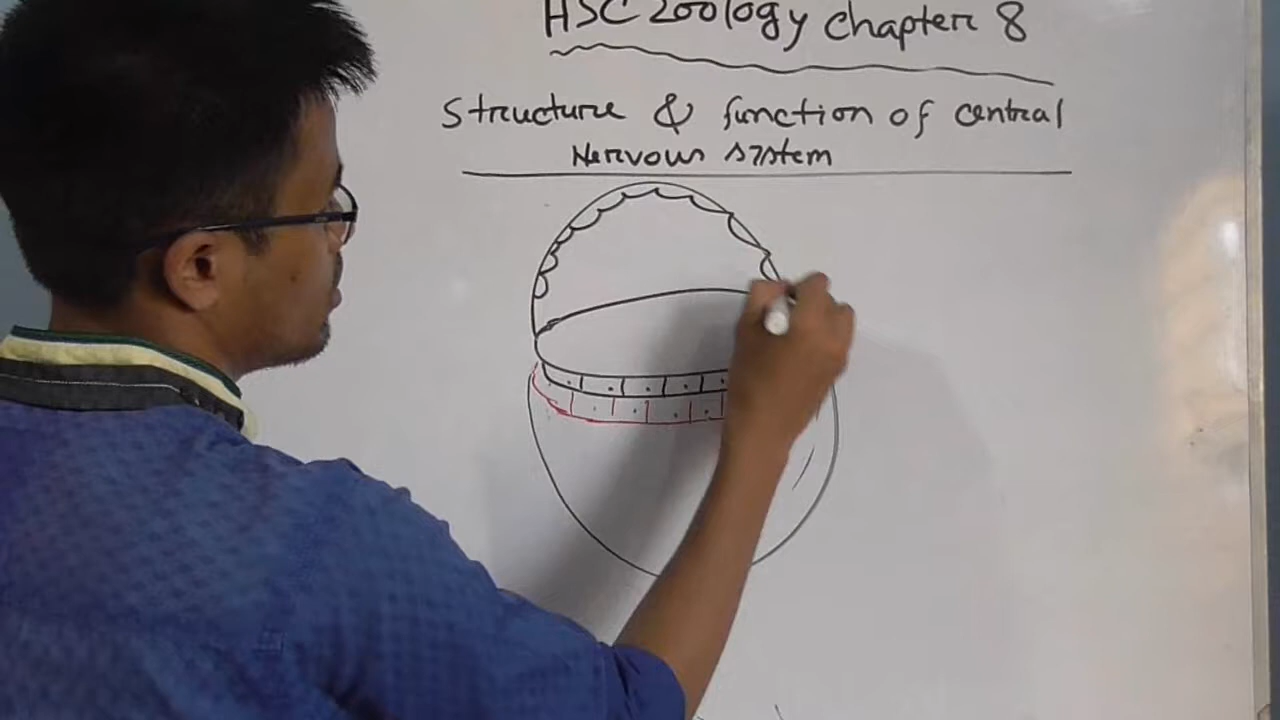 HSC Zoology chapter 8
Structure & function of central
Nervous system